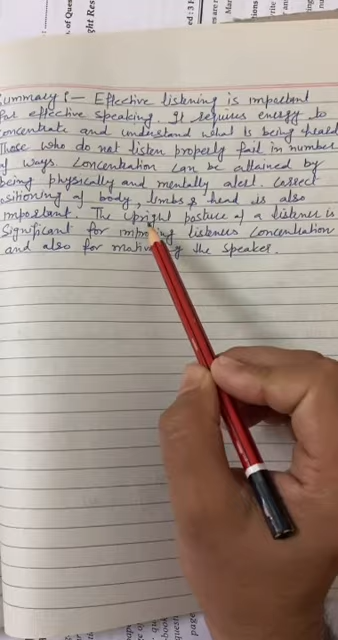 Summary :- Effective listening is important
for effective speaking. It requires energy to
concentrate and understand what is being heard
Those who do not listen properly fail in number
of ways. Concentration can be attained by
being physically and mentally alert. Correct
positioning of body, limbs & head is also
important. The upright posture of a listener is
Significant for improving listeners concentration
and also for motivating the speaker.